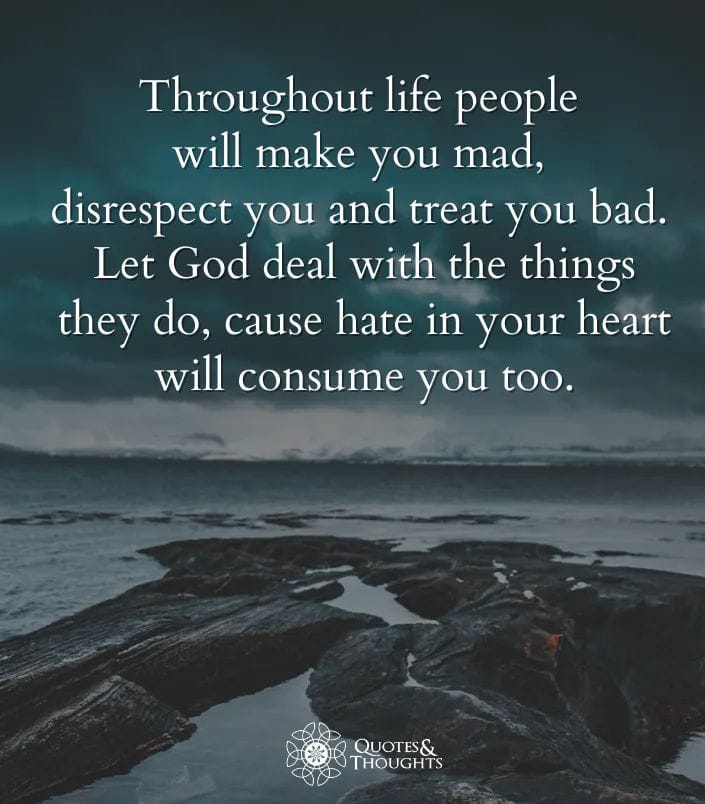 Throughout life people
will make you mad,
disrespect you and treat you bad.
Let God deal with the things
they do, cause hate in your heart
will consume you too.
QUOTES&
THOUGHTS